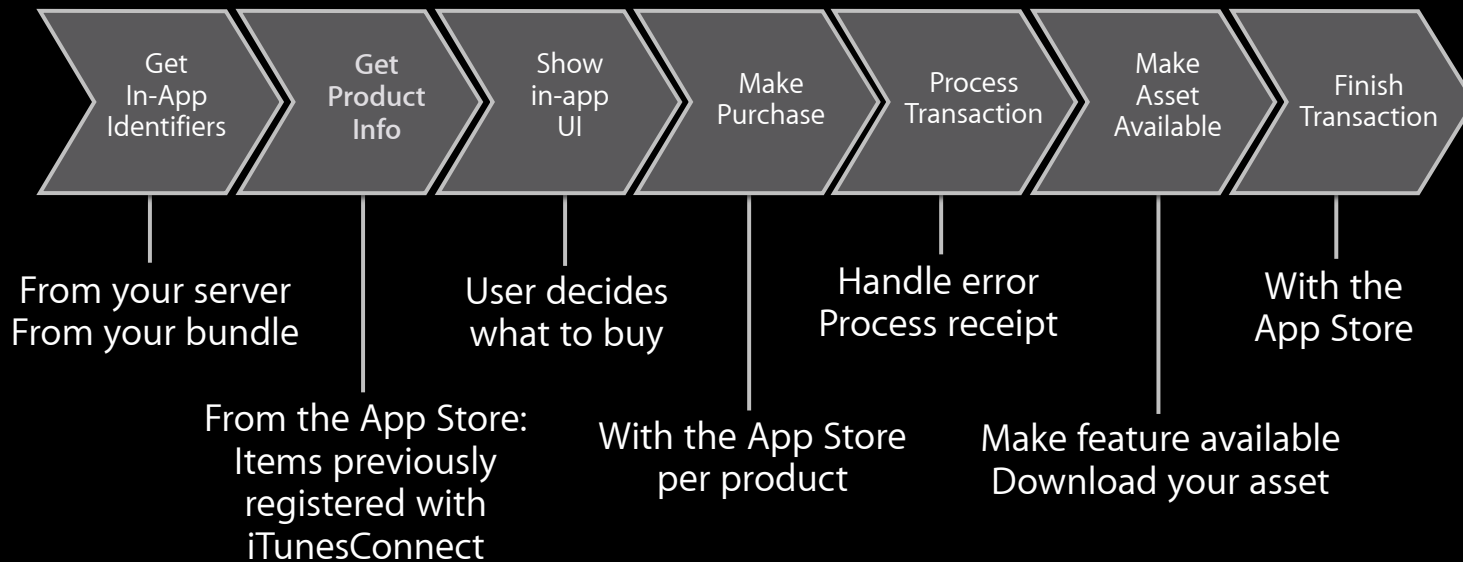 Get
In-App
Identifiers
Get
Product
Info
Show
in-app
UI
Make
Purchase
Process
Transaction
Make
Asset
Available
Finish
Transaction
From your server
From your bundle
From the App Store:
Items previously
registered with
iTunesConnect
User decides
what to buy
With the App Store
per product
Handle error
Process receipt
Make feature available
Download your asset
With the
App Store